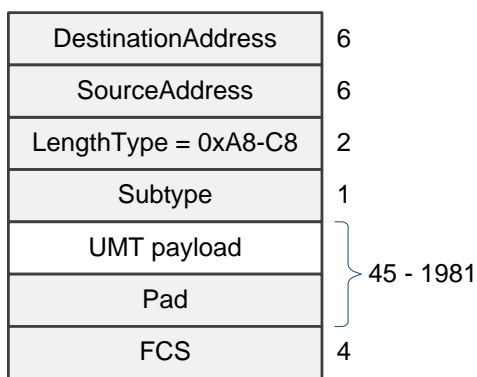 DestinationAddress 6
SourceAddress 6
LengthType = 0xA8-C8 2
Subtype 1
UMT payload
45 - 1981
Pad
FCS 4